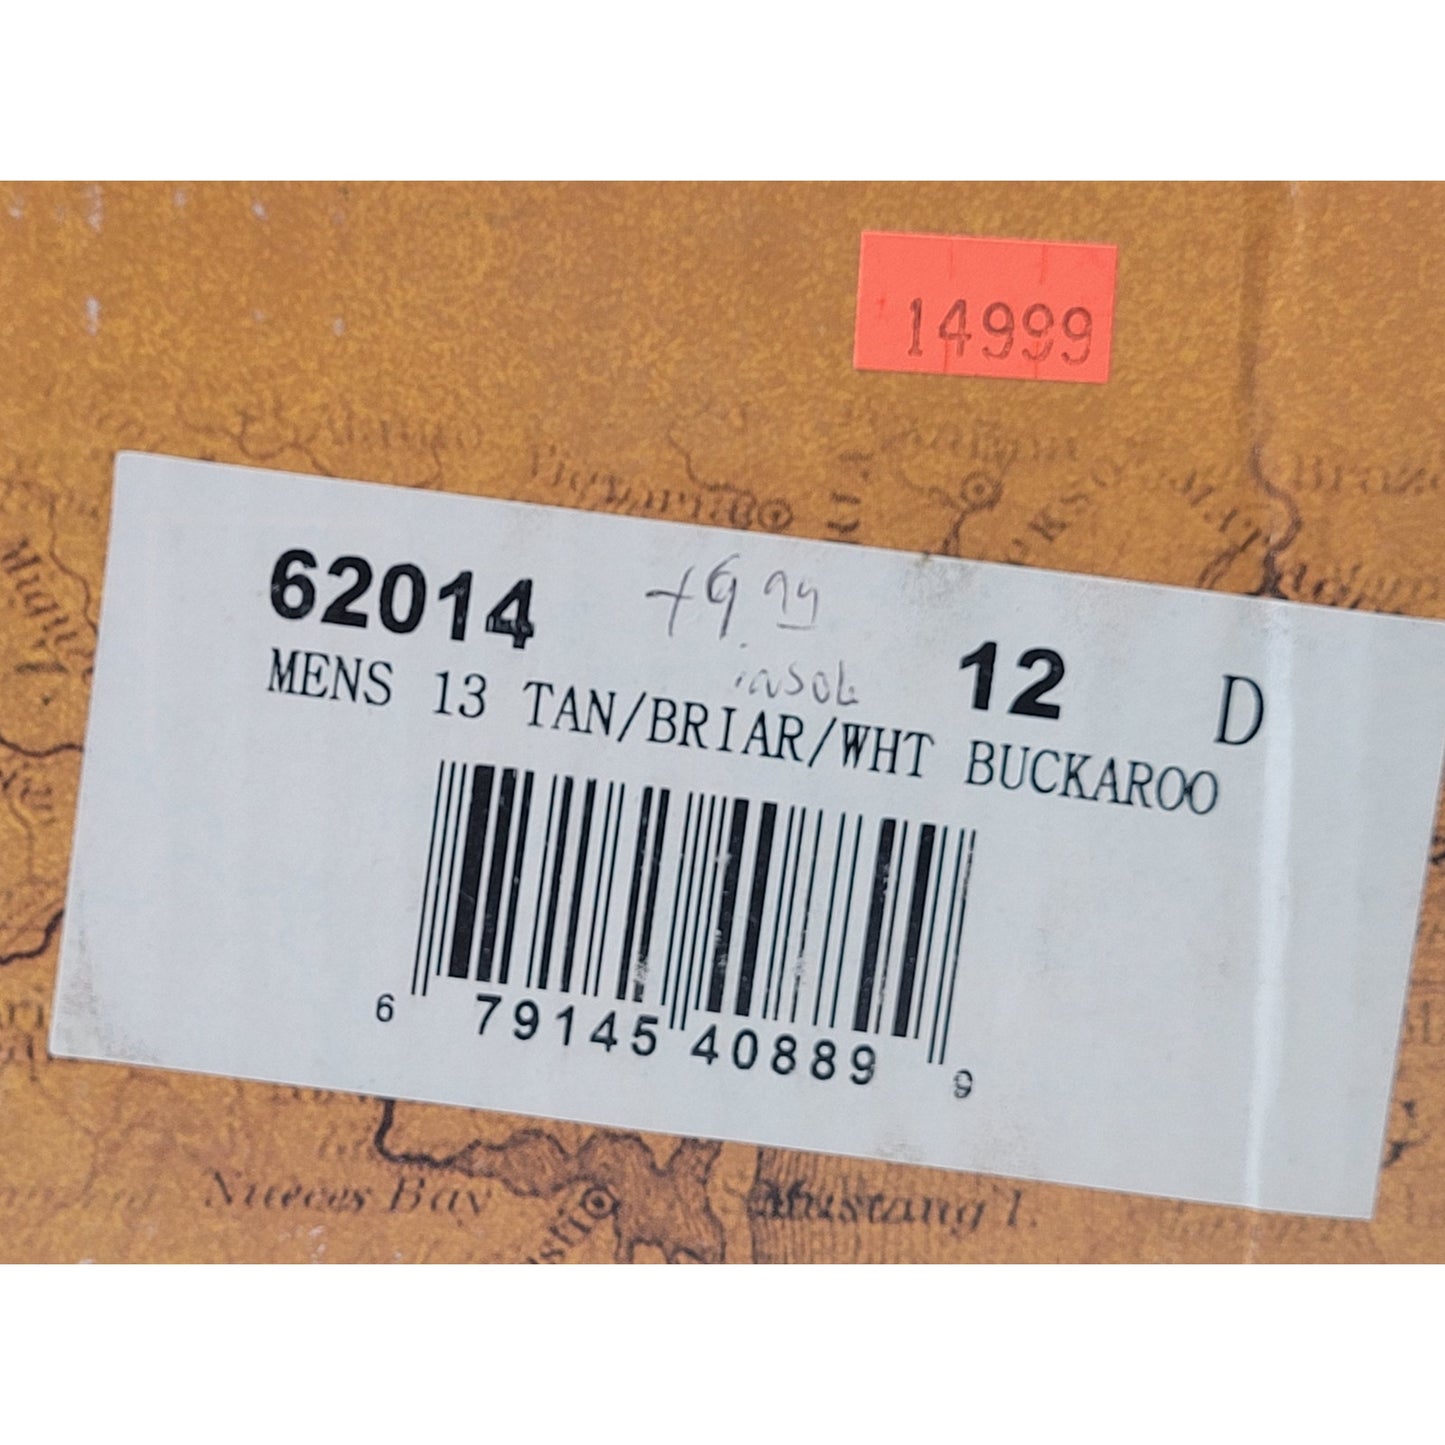 14999
62014 +9.99 12 D
insole
MENS 13 TAN/BRIAR/WHT BUCKAROO
6 79145 40889 9
Nueces Bay
Mustang I.